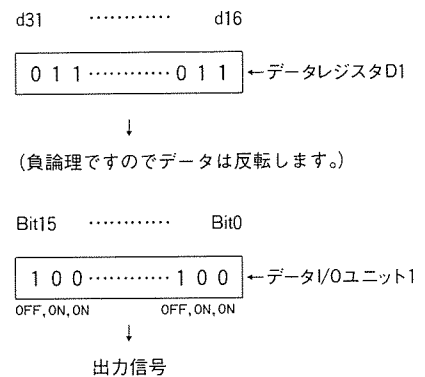 d31 ………… d16
0 1 1 ………… 0 1 1 ←データレジスタD1
↓
(負論理ですのでデータは反転します。)
Bit15 ………… Bit0
1 0 0 ………… 1 0 0 ←データI/Oユニット1
OFF, ON, ON OFF, ON, ON
↓
出力信号